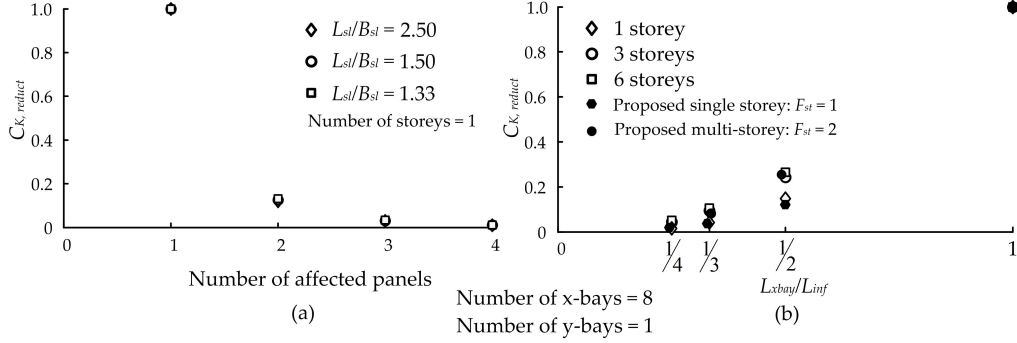 1.0
0.8
0.6
0.4
0.2
0
C_K, reduct
L_sl/B_sl = 2.50
L_sl/B_sl = 1.50
L_sl/B_sl = 1.33
Number of storeys = 1
0 1 2 3 4
Number of affected panels
(a)
1.0
0.8
0.6
0.4
0.2
0
C_K, reduct
1 storey
3 storeys
6 storeys
Proposed single storey: F_st = 1
Proposed multi-storey: F_st = 2
0 1/4 1/3 1/2 1
L_xbay/L_inf
(b)
Number of x-bays = 8
Number of y-bays = 1